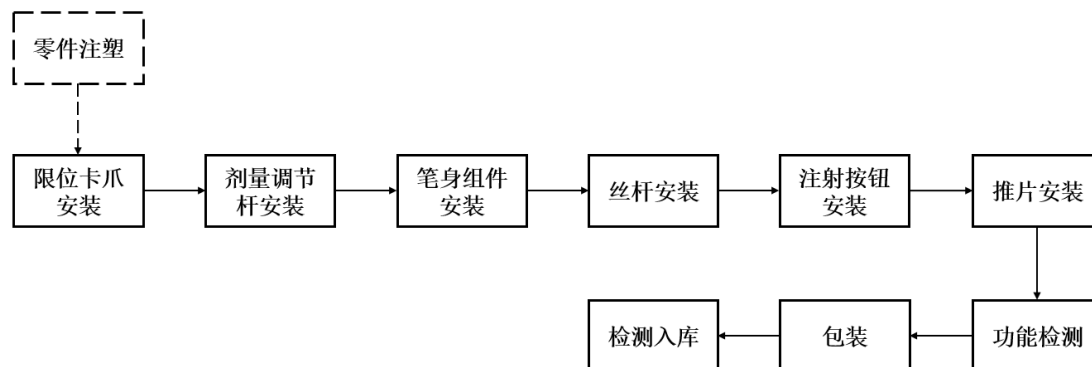 零件注塑
限位卡爪
安装
剂量调节
杆安装
笔身组件
安装
丝杆安装
注射按钮
安装
推片安装
功能检测
包装
检测入库